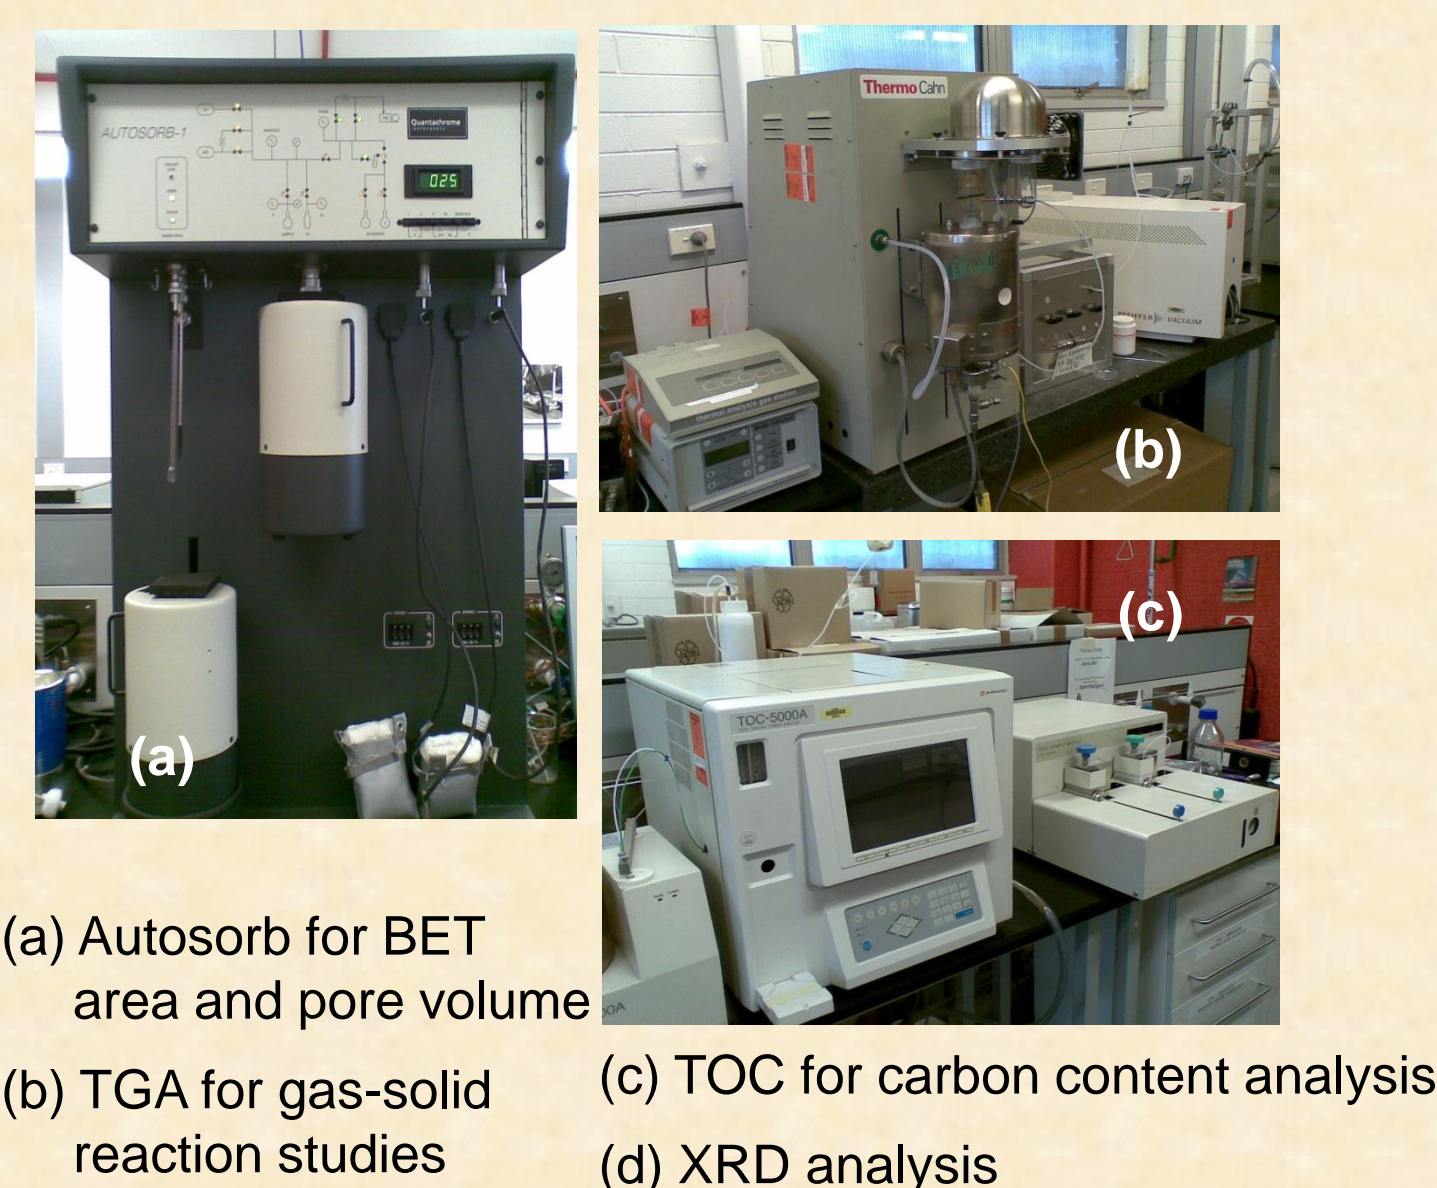 AUTOSORB-1
Quantachrome
INSTRUMENTS
025
(a)
Thermo Cahn
thermal analysis gas station
PFEIFFER VACUUM
(b)
(c)
TOC-5000A
(a) Autosorb for BET
area and pore volume
(b) TGA for gas-solid
reaction studies
(c) TOC for carbon content analysis
(d) XRD analysis